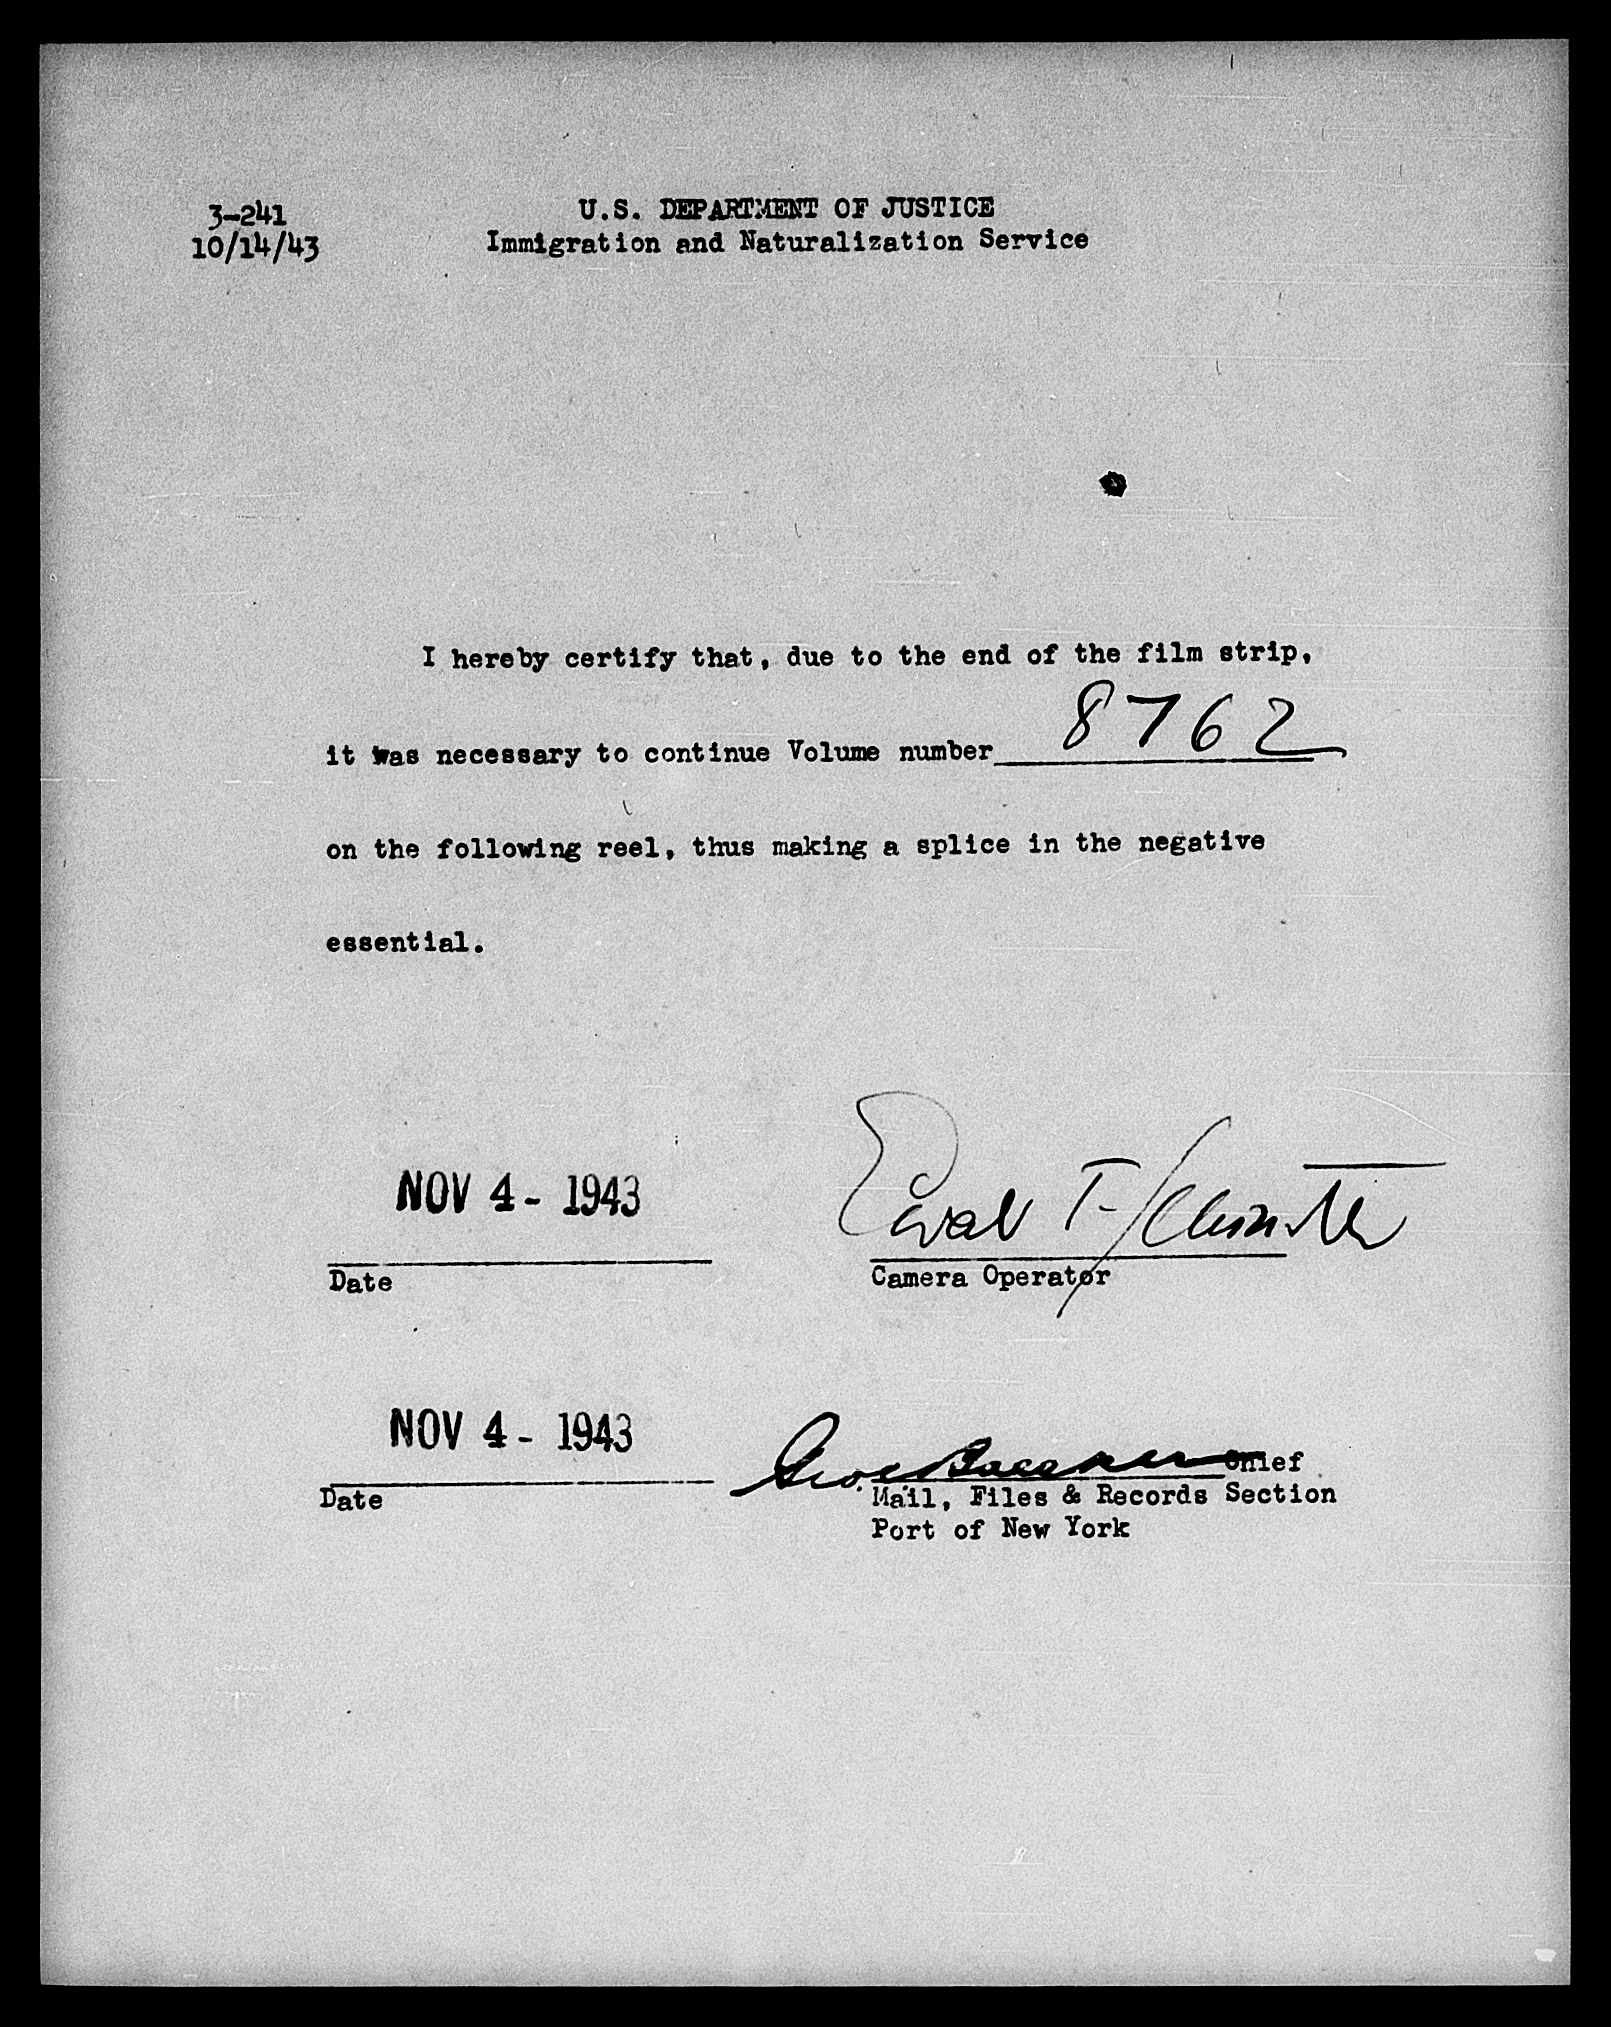 3-241
10/14/43
U.S. DEPARTMENT OF JUSTICE
Immigration and Naturalization Service
I hereby certify that, due to the end of the film strip,
it was necessary to continue Volume number 8762
on the following reel, thus making a splice in the negative
essential.
NOV 4 - 1943
Date
Camera Operator
NOV 4 - 1943
Date
Chief
Mail, Files & Records Section
Port of New York